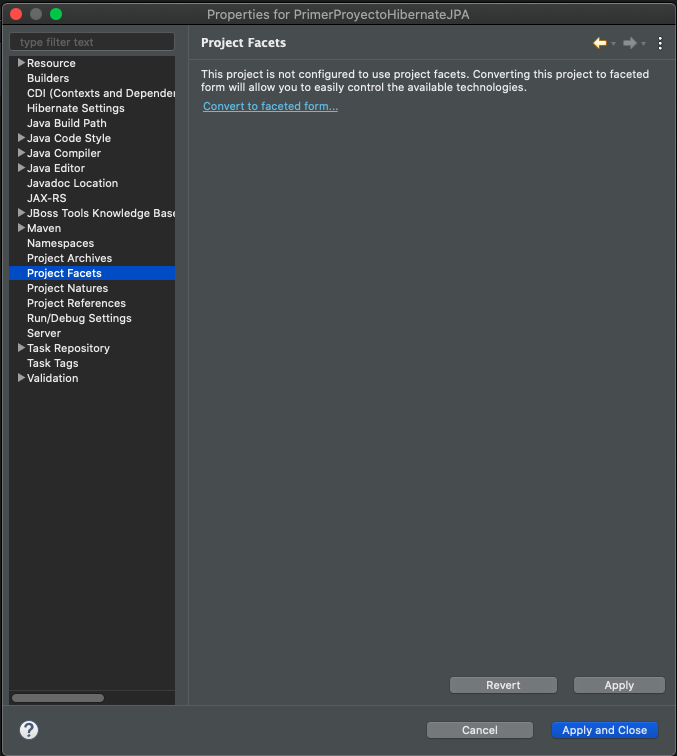 Properties for PrimerProyectoHibernateJPA
type filter text
Resource
Builders
CDI (Contexts and Depender
Hibernate Settings
Java Build Path
Java Code Style
Java Compiler
Java Editor
Javadoc Location
JAX-RS
JBoss Tools Knowledge Base
Maven
Namespaces
Project Archives
Project Facets
Project Natures
Project References
Run/Debug Settings
Server
Task Repository
Task Tags
Validation
Project Facets
This project is not configured to use project facets. Converting this project to faceted
form will allow you to easily control the available technologies.
Convert to faceted form...
Revert
Apply
?
Cancel
Apply and Close